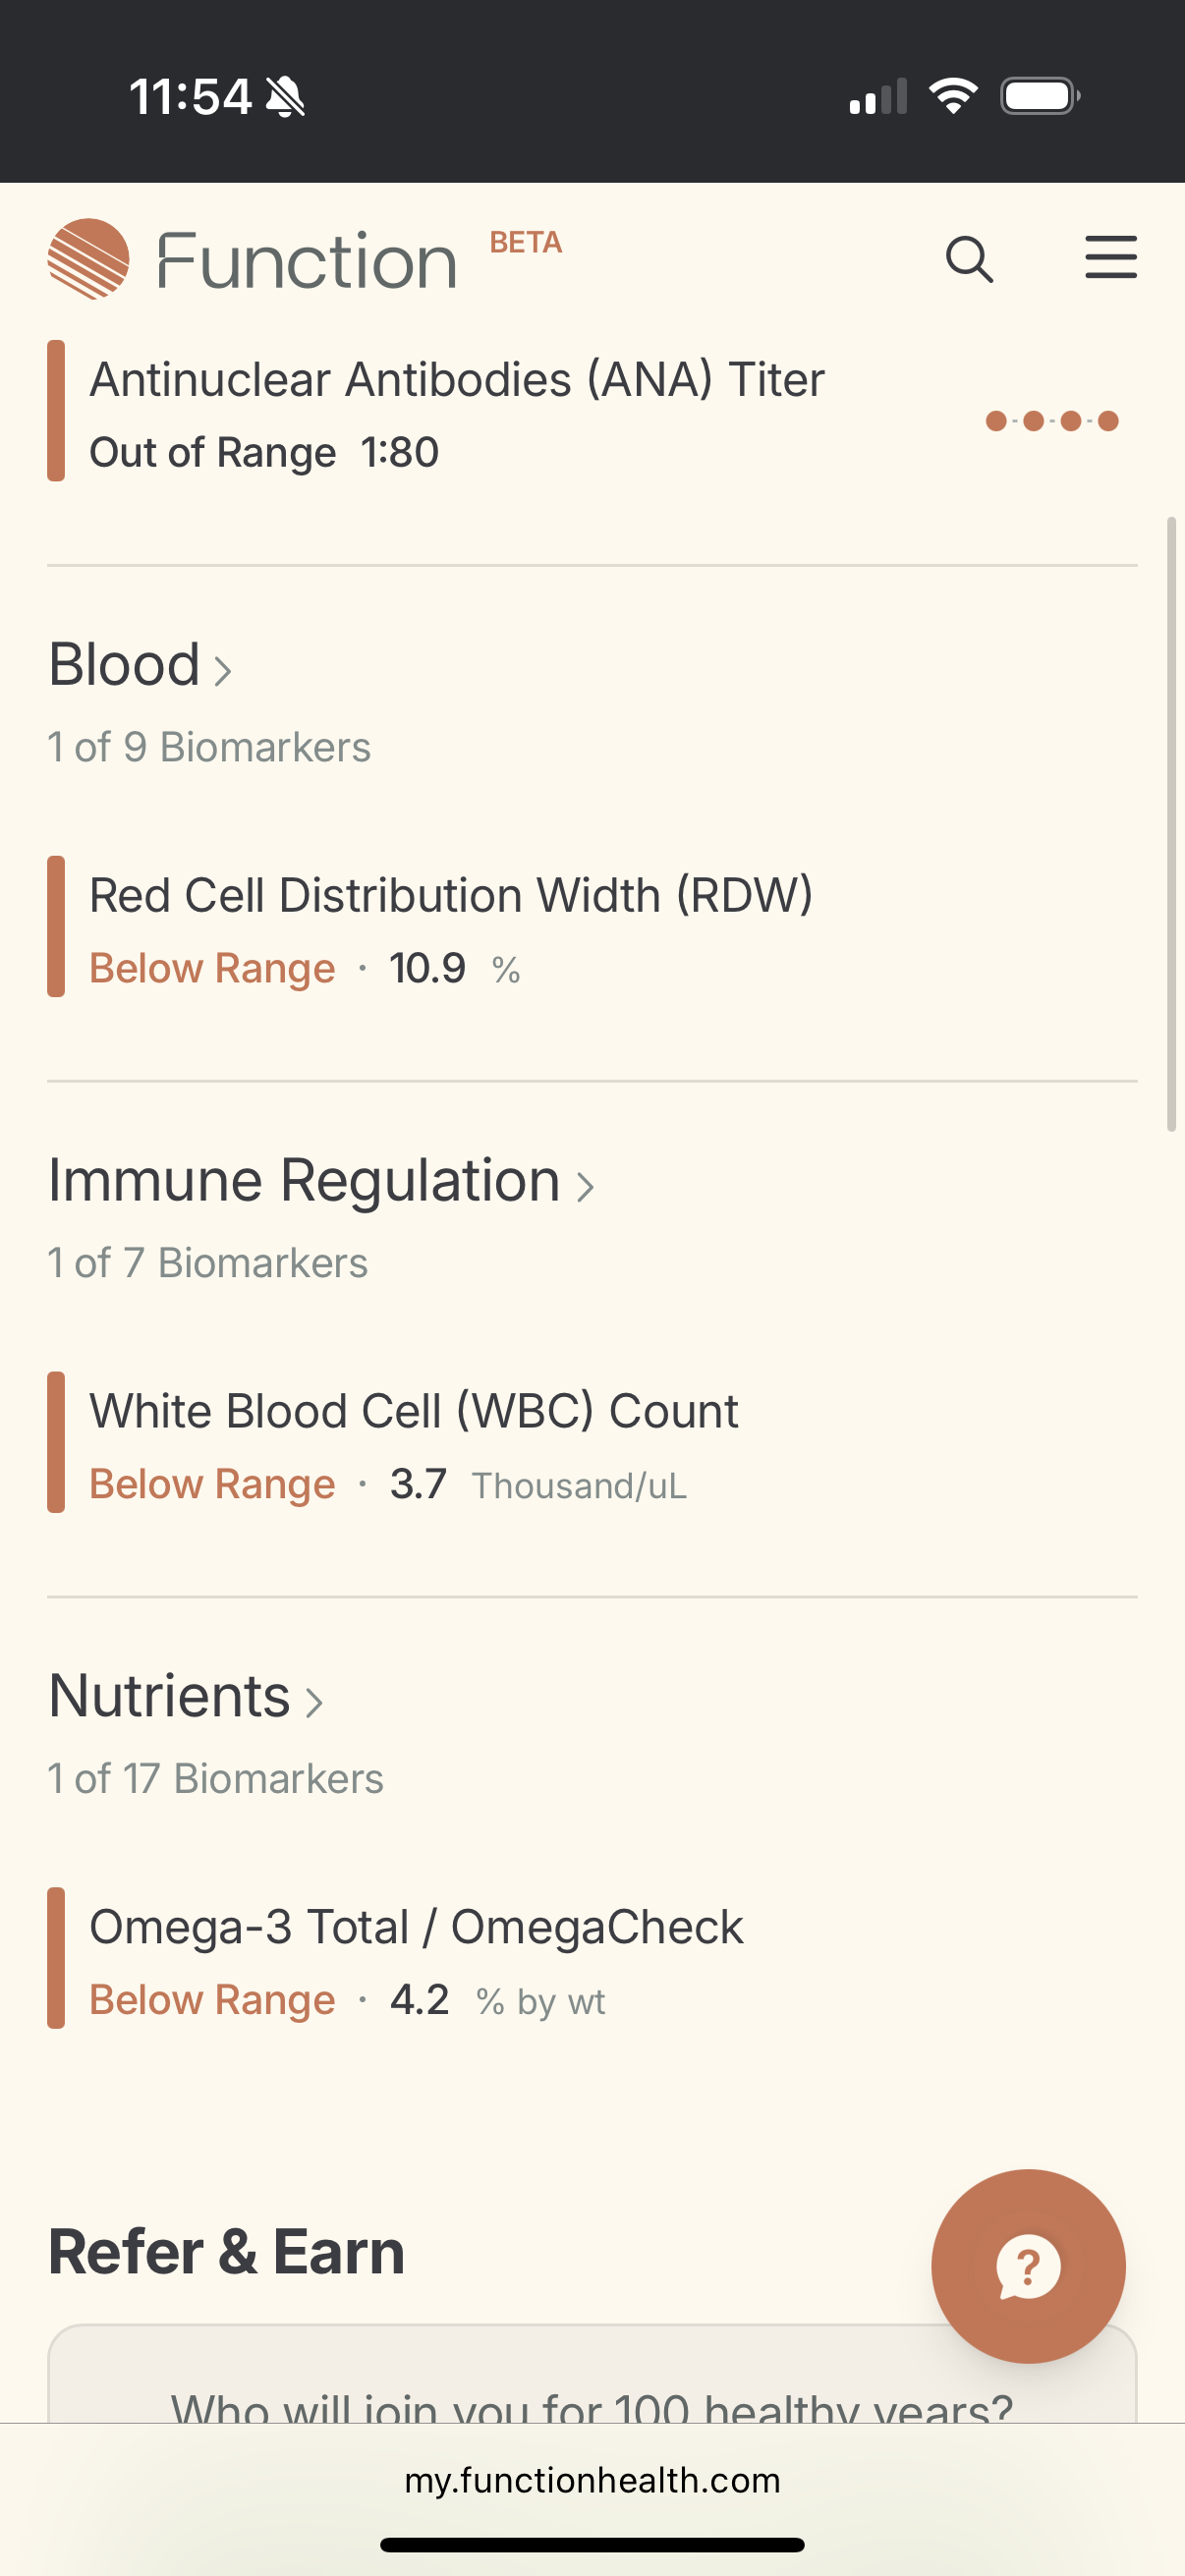 11:54
Function BETA
Antinuclear Antibodies (ANA) Titer
Out of Range 1:80
Blood >
1 of 9 Biomarkers
Red Cell Distribution Width (RDW)
Below Range · 10.9 %
Immune Regulation >
1 of 7 Biomarkers
White Blood Cell (WBC) Count
Below Range · 3.7 Thousand/uL
Nutrients >
1 of 17 Biomarkers
Omega-3 Total / OmegaCheck
Below Range · 4.2 % by wt
Refer & Earn
?
Who will join you for 100 healthy years?
my.functionhealth.com